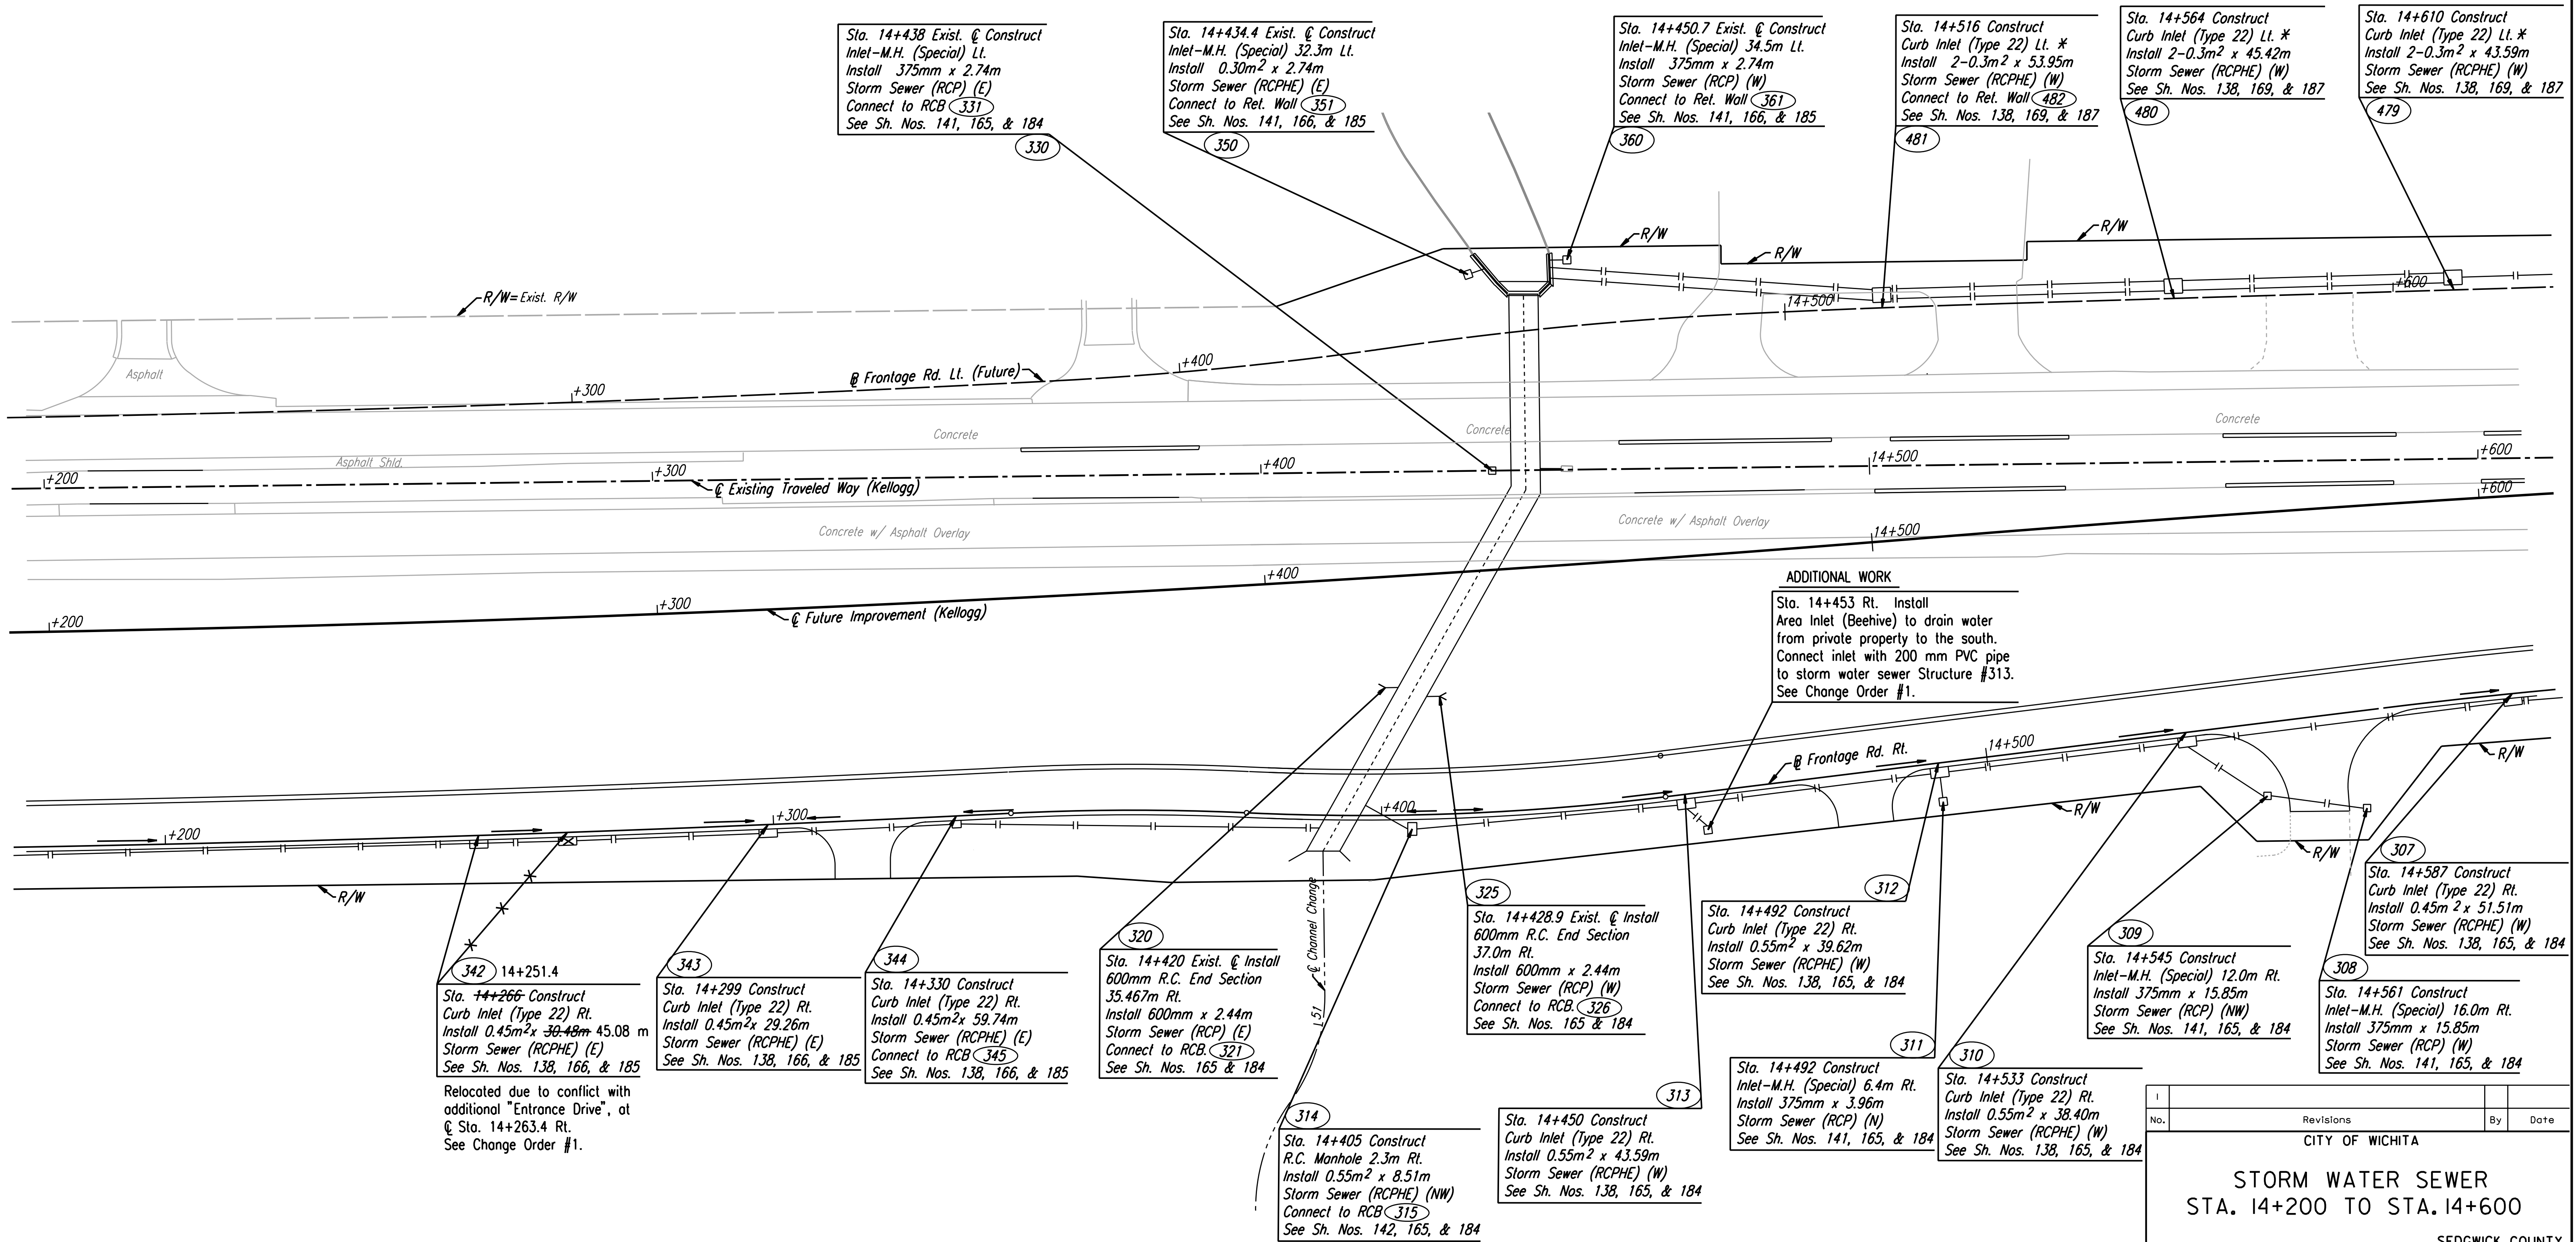 Sta. 14+438 Exist. ℄ Construct
Inlet-M.H. (Special) Lt.
Install 375mm x 2.74m
Storm Sewer (RCP) (E)
Connect to RCB 331
See Sh. Nos. 141, 165, & 184
330
Sta. 14+434.4 Exist. ℄ Construct
Inlet-M.H. (Special) 32.3m Lt.
Install 0.30m² x 2.74m
Storm Sewer (RCPHE) (E)
Connect to Ret. Wall 351
See Sh. Nos. 141, 166, & 185
350
Sta. 14+450.7 Exist. ℄ Construct
Inlet-M.H. (Special) 34.5m Lt.
Install 375mm x 2.74m
Storm Sewer (RCP) (W)
Connect to Ret. Wall 361
See Sh. Nos. 141, 166, & 185
360
Sta. 14+516 Construct
Curb Inlet (Type 22) Lt. *
Install 2-0.3m² x 53.95m
Storm Sewer (RCPHE) (W)
Connect to Ret. Wall 482
See Sh. Nos. 138, 169, & 187
481
Sta. 14+564 Construct
Curb Inlet (Type 22) Lt. *
Install 2-0.3m² x 45.42m
Storm Sewer (RCPHE) (W)
See Sh. Nos. 138, 169, & 187
480
Sta. 14+610 Construct
Curb Inlet (Type 22) Lt. *
Install 2-0.3m² x 43.59m
Storm Sewer (RCPHE) (W)
See Sh. Nos. 138, 169, & 187
479
R/W
R/W
R/W
R/W=Exist. R/W
14+500
+600
Asphalt
+300
℄ Frontage Rd. Lt. (Future)
+400
Concrete
Concrete
Concrete
Asphalt Shld.
+200
+300
℄ Existing Traveled Way (Kellogg)
+400
14+500
+600
Concrete w/ Asphalt Overlay
Concrete w/ Asphalt Overlay
+200
+300
℄ Future Improvement (Kellogg)
+400
14+500
+600
ADDITIONAL WORK
Sta. 14+453 Rt. Install
Area Inlet (Beehive) to drain water
from private property to the south.
Connect inlet with 200 mm PVC pipe
to storm water sewer Structure #313.
See Change Order #1.
+200
+300
+400
℄ Frontage Rd. Rt.
14+500
R/W
R/W
R/W
R/W
℄ Channel Change
L51
342 14+251.4
Sta. 14+266 Construct
Curb Inlet (Type 22) Rt.
Install 0.45m²x 30.48m 45.08 m
Storm Sewer (RCPHE) (E)
See Sh. Nos. 138, 166, & 185
Relocated due to conflict with
additional "Entrance Drive", at
℄ Sta. 14+263.4 Rt.
See Change Order #1.
343
Sta. 14+299 Construct
Curb Inlet (Type 22) Rt.
Install 0.45m²x 29.26m
Storm Sewer (RCPHE) (E)
See Sh. Nos. 138, 166, & 185
344
Sta. 14+330 Construct
Curb Inlet (Type 22) Rt.
Install 0.45m²x 59.74m
Storm Sewer (RCPHE) (E)
Connect to RCB 345
See Sh. Nos. 138, 166, & 185
320
Sta. 14+420 Exist. ℄ Install
600mm R.C. End Section
35.467m Rt.
Install 600mm x 2.44m
Storm Sewer (RCP) (E)
Connect to RCB. 321
See Sh. Nos. 165 & 184
314
Sta. 14+405 Construct
R.C. Manhole 2.3m Rt.
Install 0.55m² x 8.51m
Storm Sewer (RCPHE) (NW)
Connect to RCB 315
See Sh. Nos. 142, 165, & 184
325
Sta. 14+428.9 Exist. ℄ Install
600mm R.C. End Section
37.0m Rt.
Install 600mm x 2.44m
Storm Sewer (RCP) (W)
Connect to RCB. 326
See Sh. Nos. 165 & 184
313
Sta. 14+450 Construct
Curb Inlet (Type 22) Rt.
Install 0.55m² x 43.59m
Storm Sewer (RCPHE) (W)
See Sh. Nos. 138, 165, & 184
312
Sta. 14+492 Construct
Curb Inlet (Type 22) Rt.
Install 0.55m² x 39.62m
Storm Sewer (RCPHE) (W)
See Sh. Nos. 138, 165, & 184
311
Sta. 14+492 Construct
Inlet-M.H. (Special) 6.4m Rt.
Install 375mm x 3.96m
Storm Sewer (RCP) (N)
See Sh. Nos. 141, 165, & 184
310
Sta. 14+533 Construct
Curb Inlet (Type 22) Rt.
Install 0.55m² x 38.40m
Storm Sewer (RCPHE) (W)
See Sh. Nos. 138, 165, & 184
309
Sta. 14+545 Construct
Inlet-M.H. (Special) 12.0m Rt.
Install 375mm x 15.85m
Storm Sewer (RCP) (NW)
See Sh. Nos. 141, 165, & 184
308
Sta. 14+561 Construct
Inlet-M.H. (Special) 16.0m Rt.
Install 375mm x 15.85m
Storm Sewer (RCP) (W)
See Sh. Nos. 141, 165, & 184
307
Sta. 14+587 Construct
Curb Inlet (Type 22) Rt.
Install 0.45m² x 51.51m
Storm Sewer (RCPHE) (W)
See Sh. Nos. 138, 165, & 184
1
No. Revisions By Date
CITY OF WICHITA
STORM WATER SEWER
STA. 14+200 TO STA.14+600
SEDGWICK COUNTY